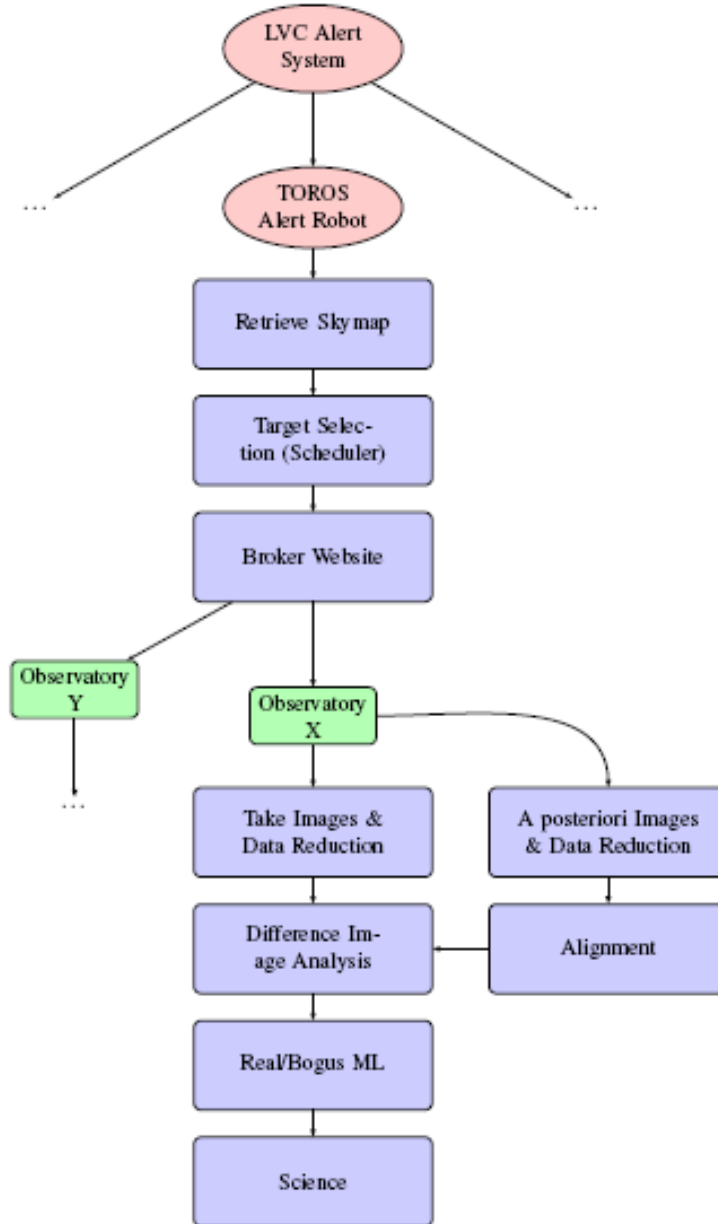 LVC Alert
System
...
TOROS
Alert Robot
...
Retrieve Skymap
Target Selec-
tion (Scheduler)
Broker Website
Observatory
Y
Observatory
X
...
Take Images &
Data Reduction
A posteriori Images
& Data Reduction
Difference Im-
age Analysis
Alignment
Real/Bogus ML
Science